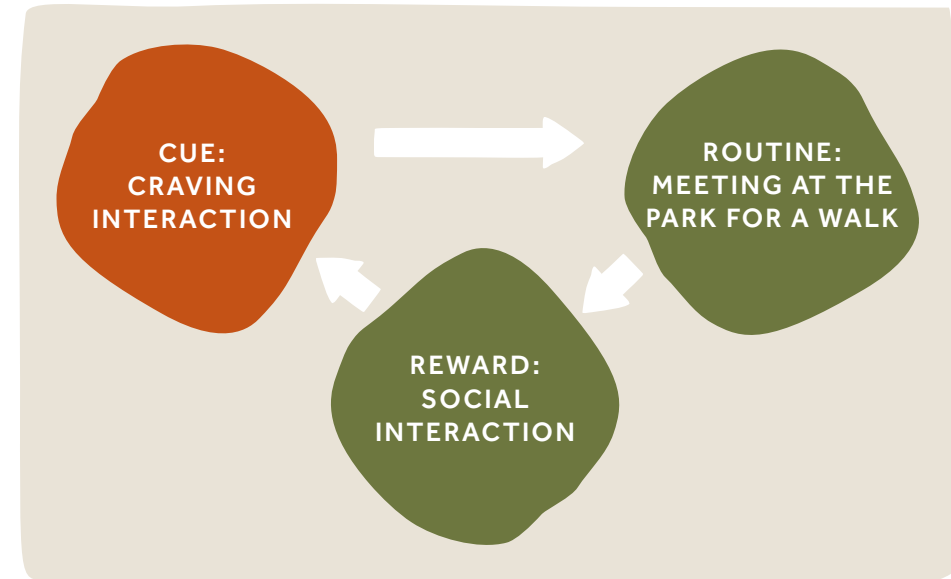 CUE:
CRAVING
INTERACTION
ROUTINE:
MEETING AT THE
PARK FOR A WALK
REWARD:
SOCIAL
INTERACTION